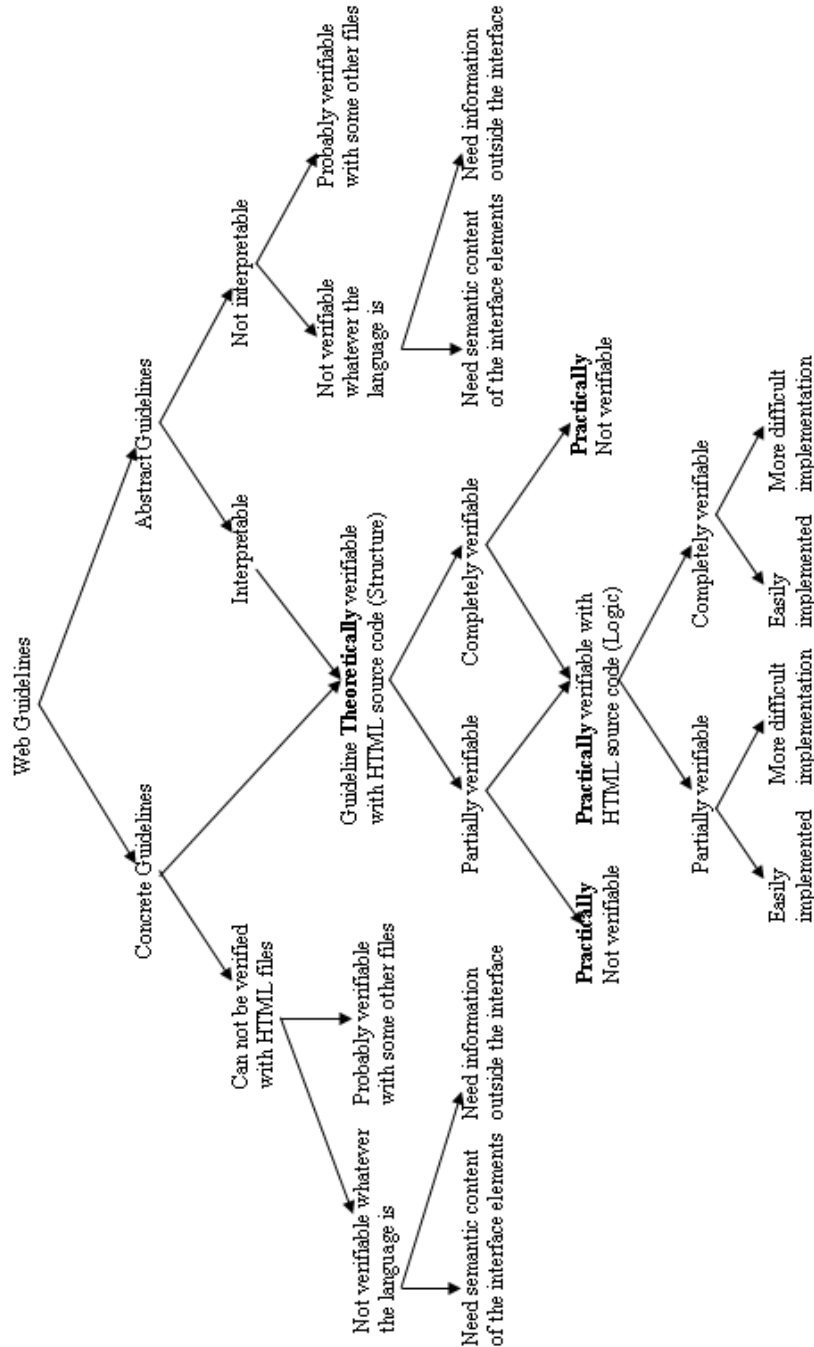 Web Guidelines
Concrete Guidelines
Abstract Guidelines
Can not be verified
with HTML files
Interpretable
Not interpretable
Not verifiable whatever
the language is
Probably verifiable
with some other files
Guideline Theoretically verifiable
with HTML source code (Structure)
Not verifiable
whatever the
language is
Probably verifiable
with some other files
Need semantic content
of the interface elements
Need information
outside the interface
Partially verifiable
Completely verifiable
Need semantic content
of the interface elements
Need information
outside the interface
Practically
Not verifiable
Practically verifiable with
HTML source code (Logic)
Practically
Not verifiable
Partially verifiable
Completely verifiable
Easily
implemented
More difficult
implementation
Easily
implemented
More difficult
implementation